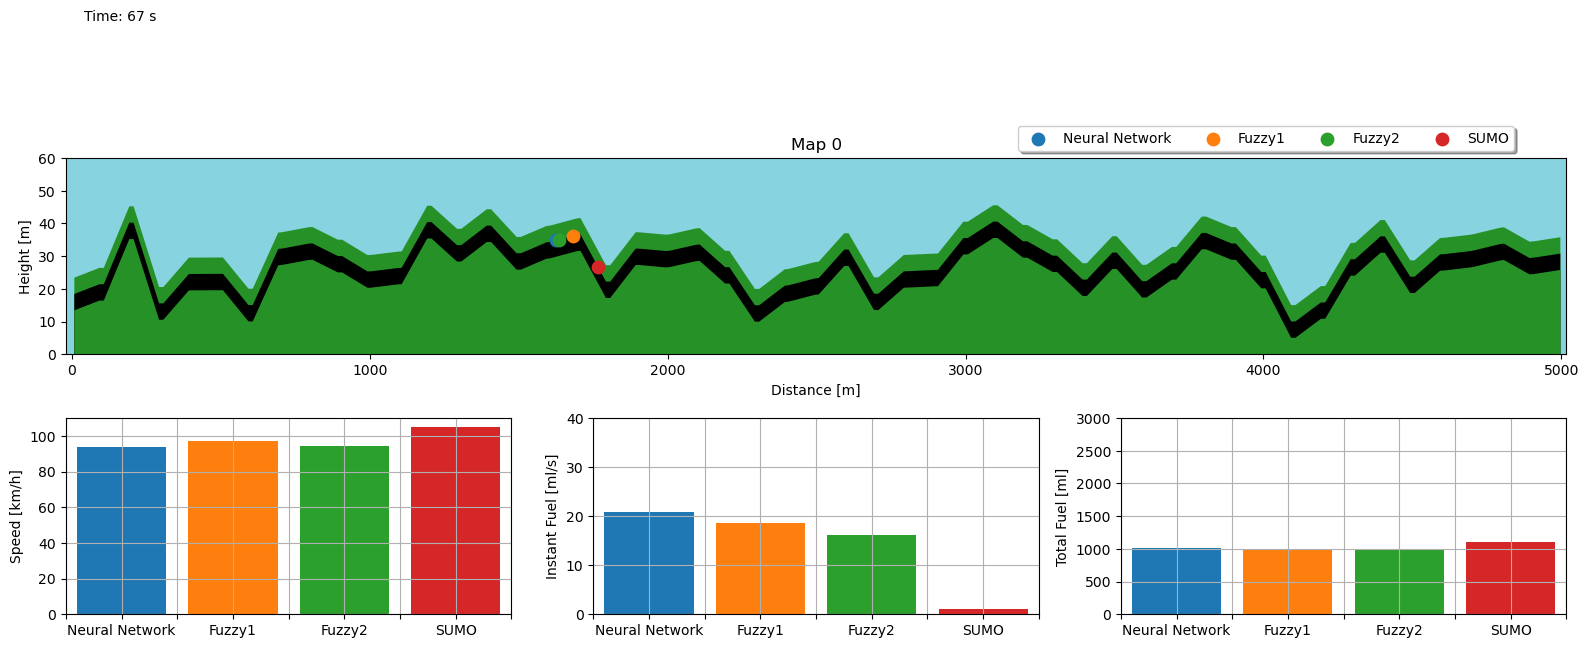 Time: 67 s
Map 0
Neural Network Fuzzy1 Fuzzy2 SUMO
Height [m]
60
50
40
30
20
10
0
0 1000 2000 3000 4000 5000
Distance [m]
Speed [km/h]
100
80
60
40
20
0
Neural Network Fuzzy1 Fuzzy2 SUMO
Instant Fuel [ml/s]
40
30
20
10
0
Neural Network Fuzzy1 Fuzzy2 SUMO
Total Fuel [ml]
3000
2500
2000
1500
1000
500
0
Neural Network Fuzzy1 Fuzzy2 SUMO